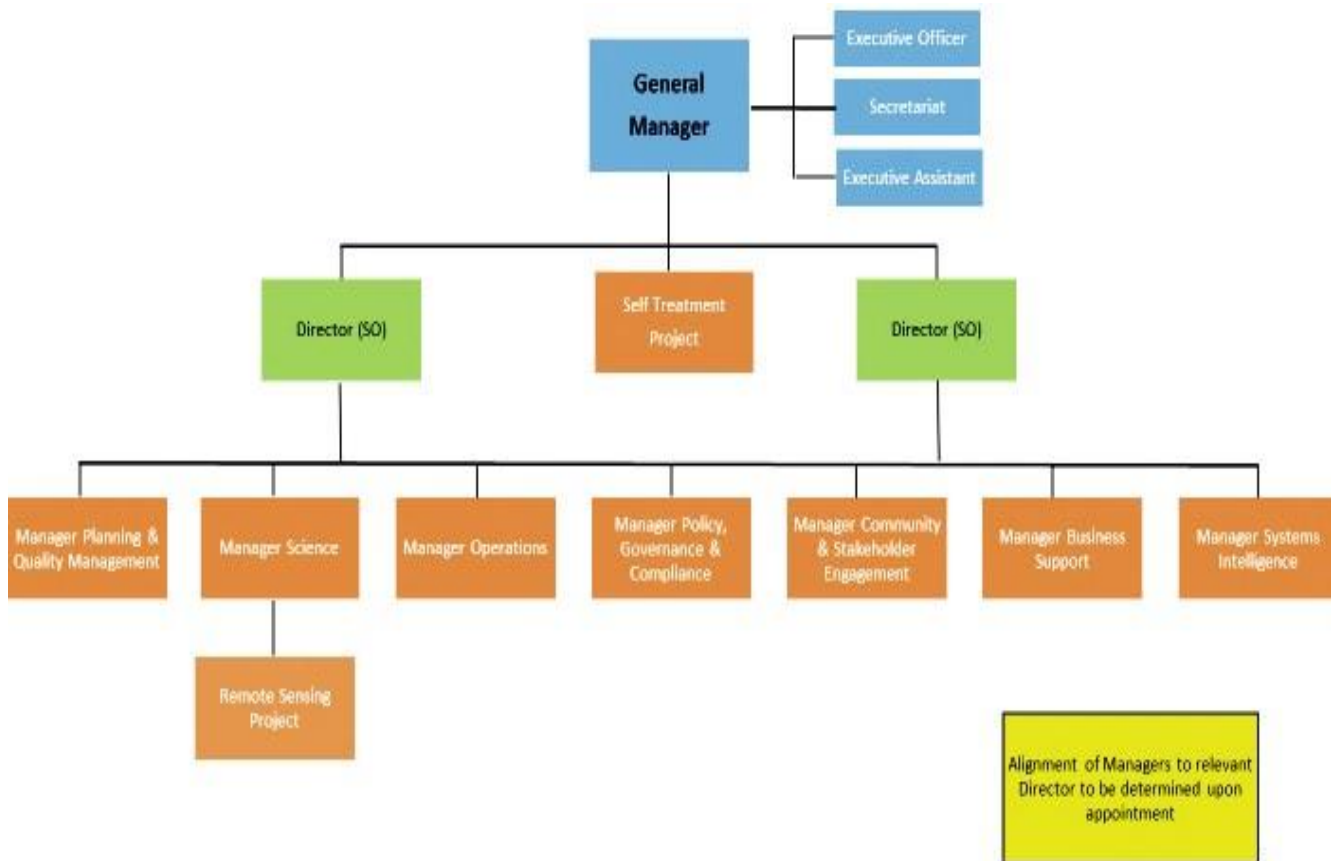 General
Manager
Executive Officer
Secretariat
Executive Assistant
Director (SO)
Self Treatment
Project
Director (SO)
Manager Planning &
Quality Management
Manager Science
Manager Operations
Manager Policy,
Governance &
Compliance
Manager Community
& Stakeholder
Engagement
Manager Business
Support
Manager Systems
Intelligence
Remote Sensing
Project
Alignment of Managers to relevant
Director to be determined upon
appointment